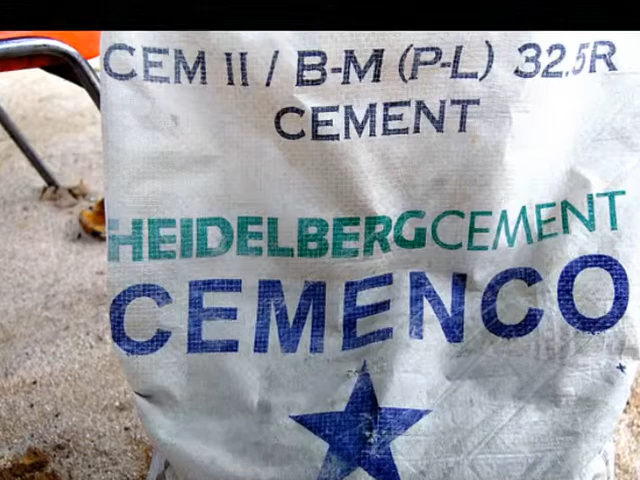 CEM II / B-M (P-L) 32.5R
CEMENT
HEIDELBERGCEMENT
CEMENCO